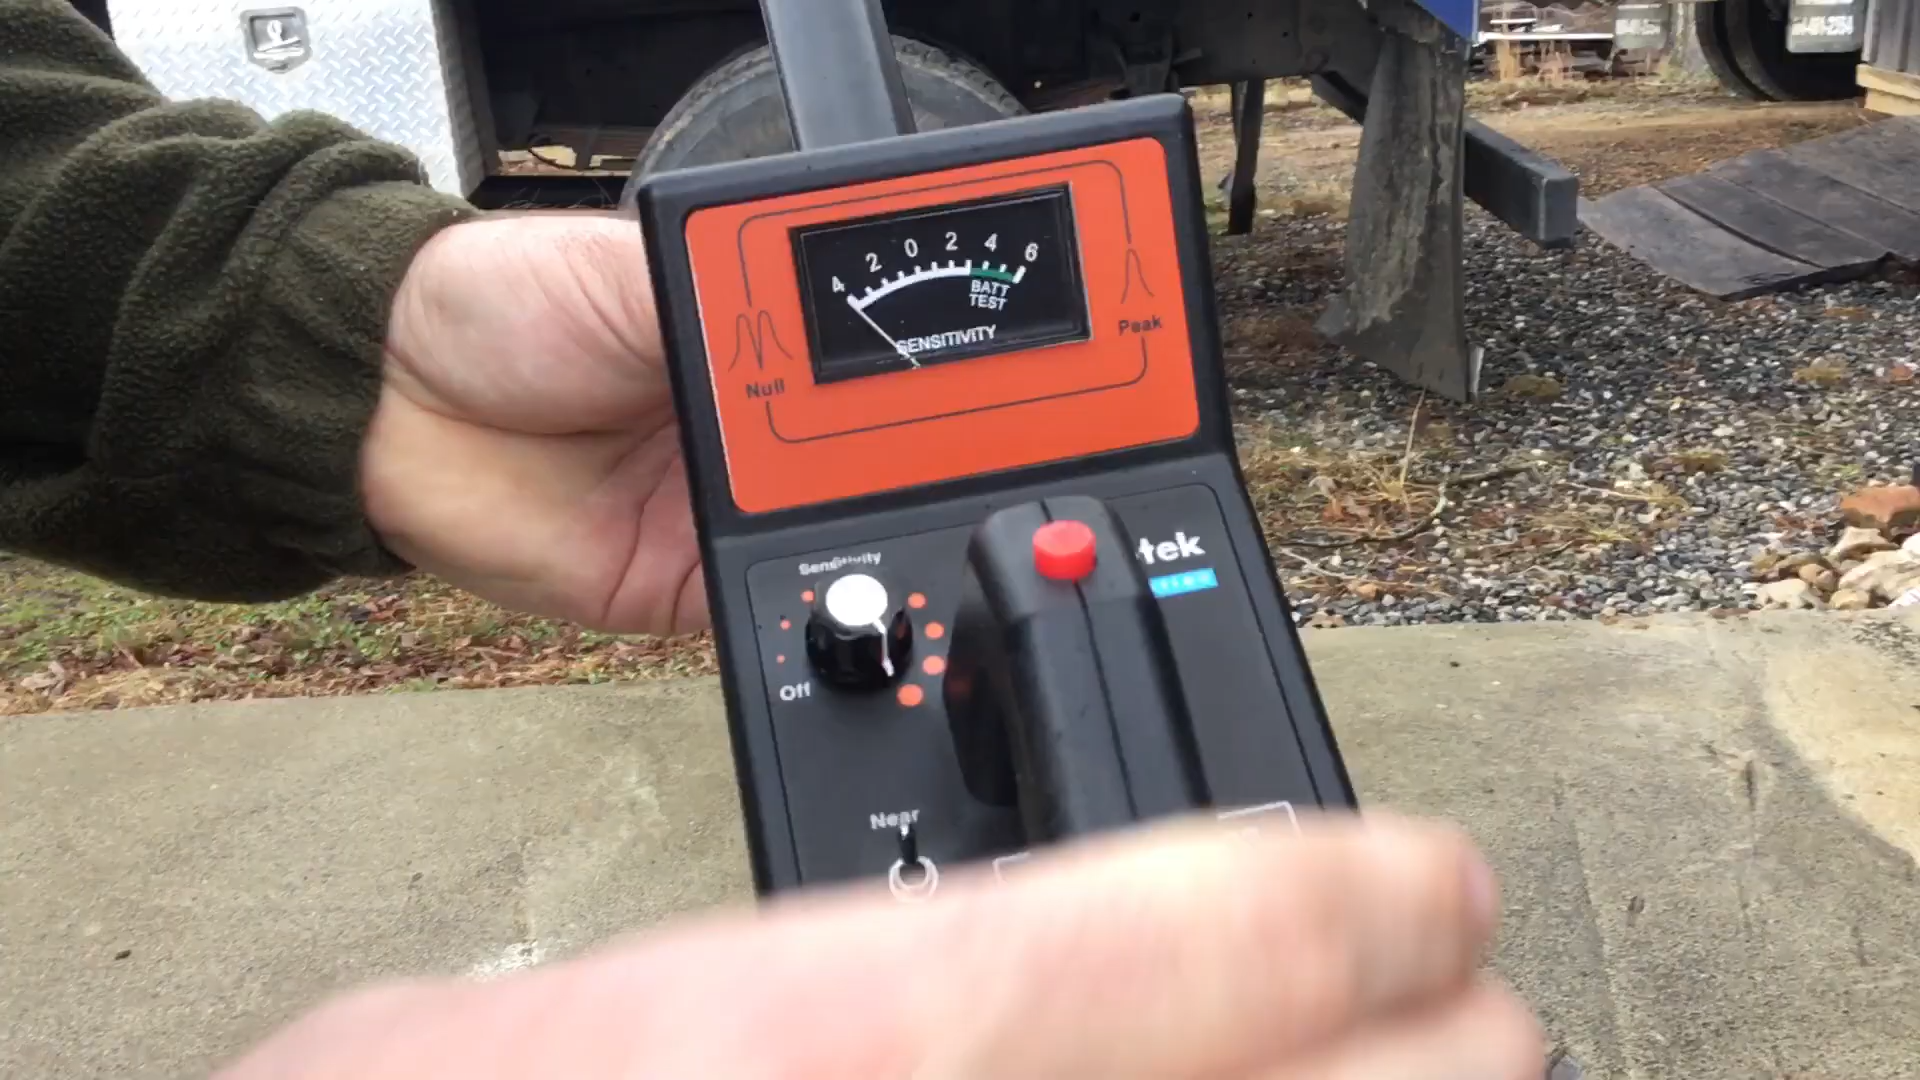 4 2 0 2 4 6
BATT
TEST
SENSITIVITY
Null
Peak
Sensitivity
Off
tek
Near